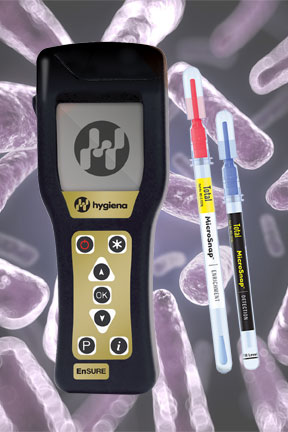 hygiena
OK
P
i
EnSURE
Total
MicroSnap
ENRICHMENT
Total
MicroSnap
DETECTION